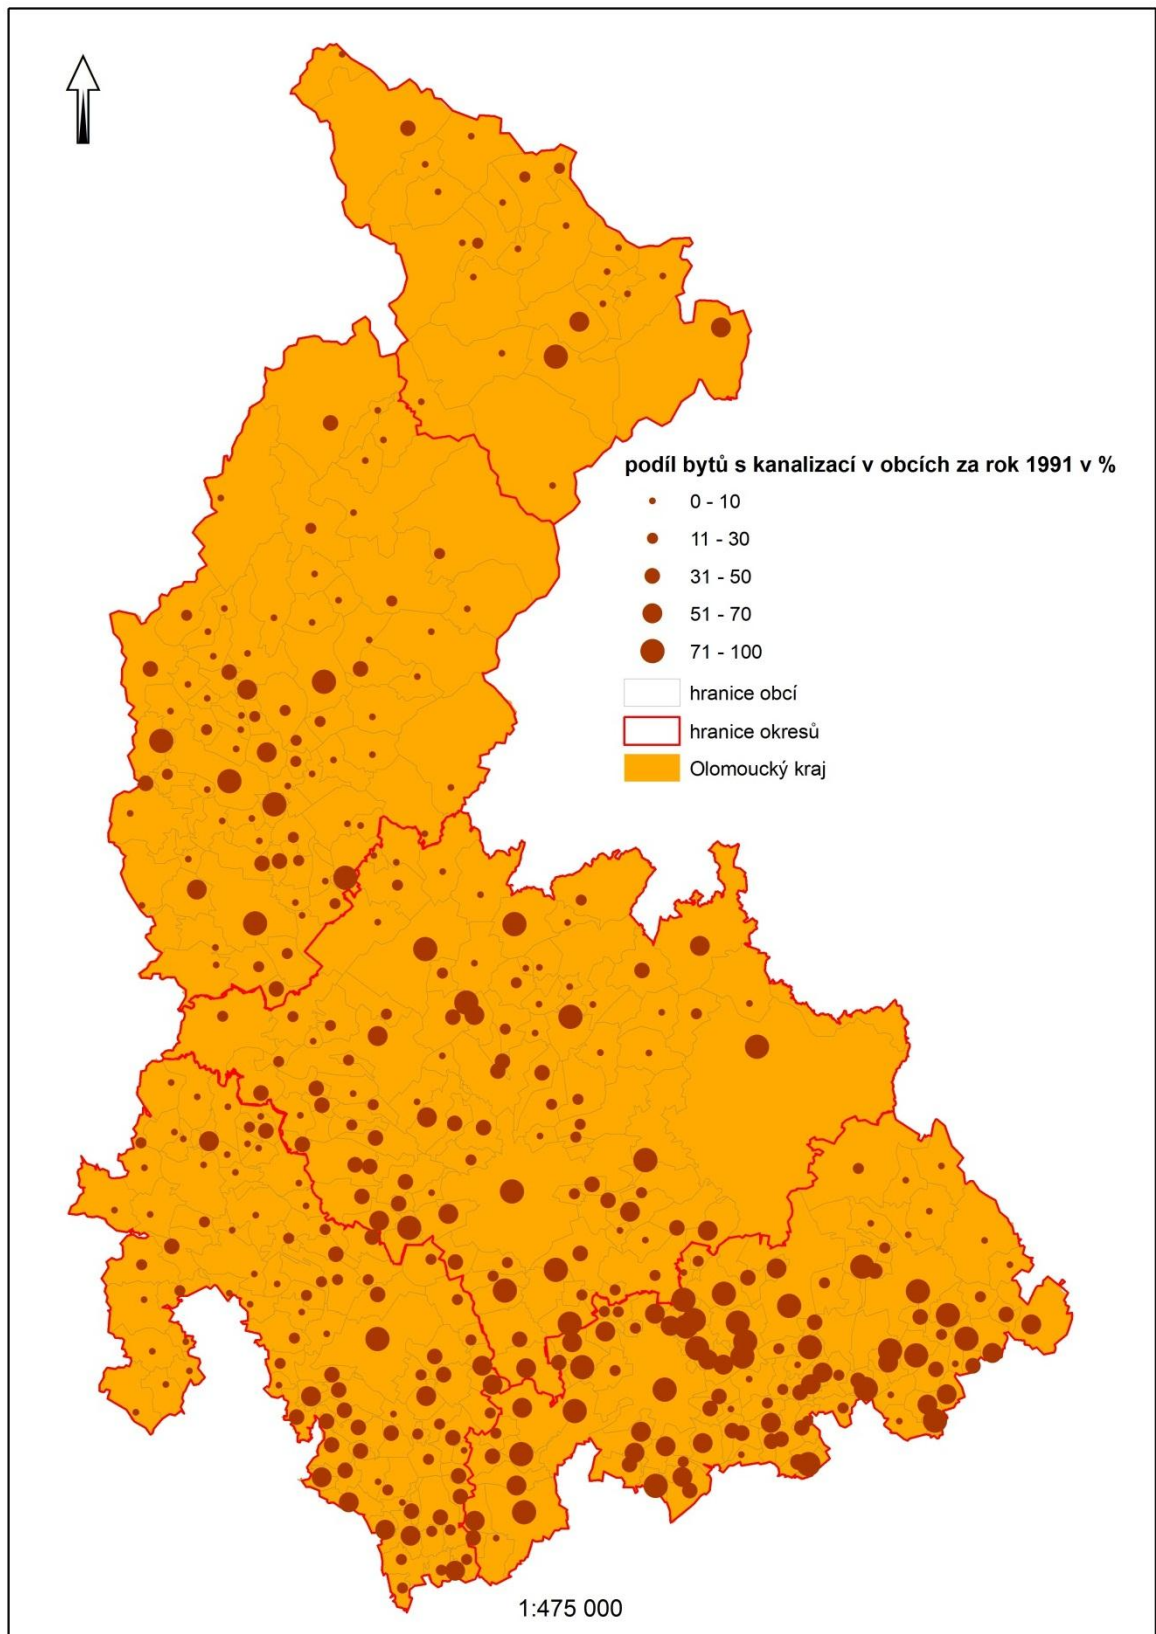 podíl bytů s kanalizací v obcích za rok 1991 v %
0 - 10
11 - 30
31 - 50
51 - 70
71 - 100
hranice obcí
hranice okresů
Olomoucký kraj
1:475 000